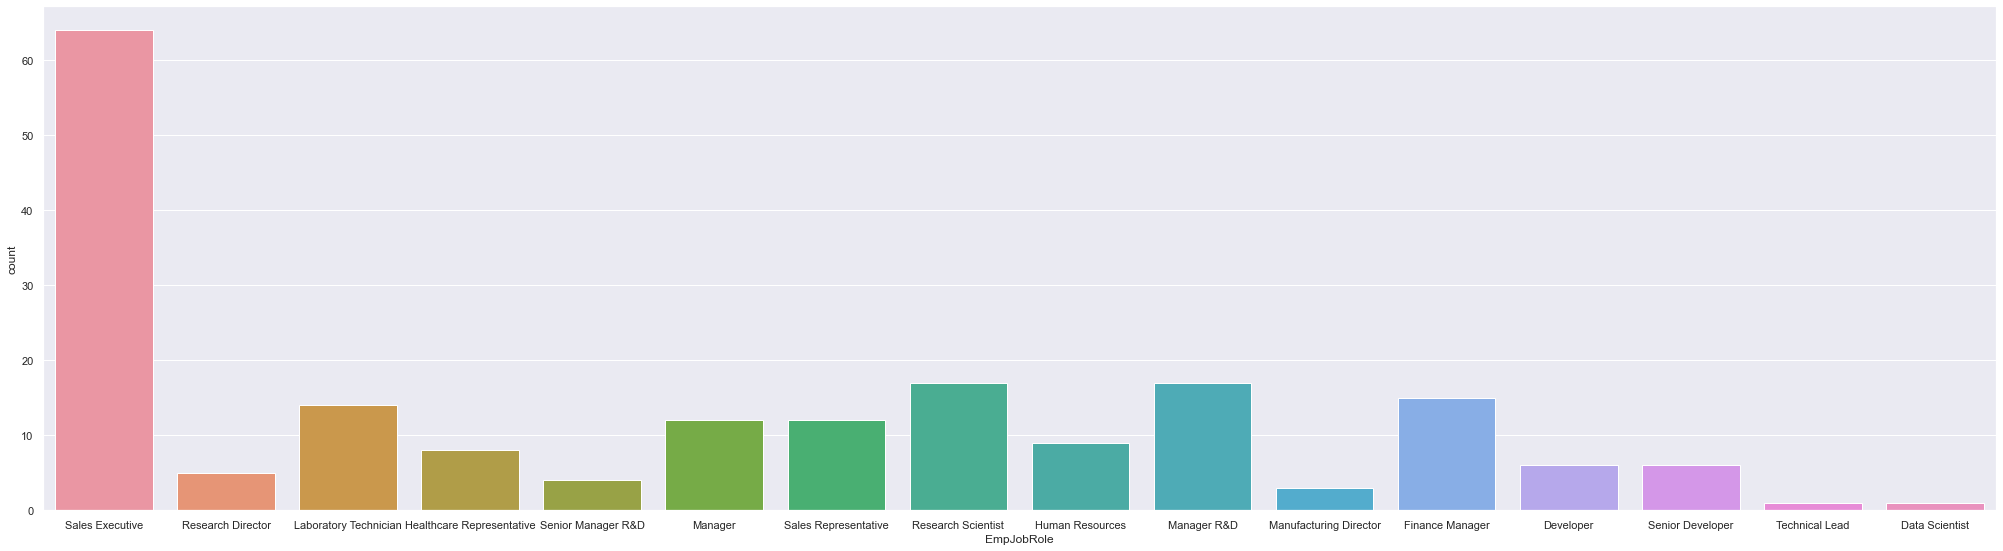 60
50
40
30
20
10
0
count
Sales Executive
Research Director
Laboratory Technician
Healthcare Representative
Senior Manager R&D
Manager
Sales Representative
Research Scientist
Human Resources
Manager R&D
Manufacturing Director
Finance Manager
Developer
Senior Developer
Technical Lead
Data Scientist
EmpJobRole